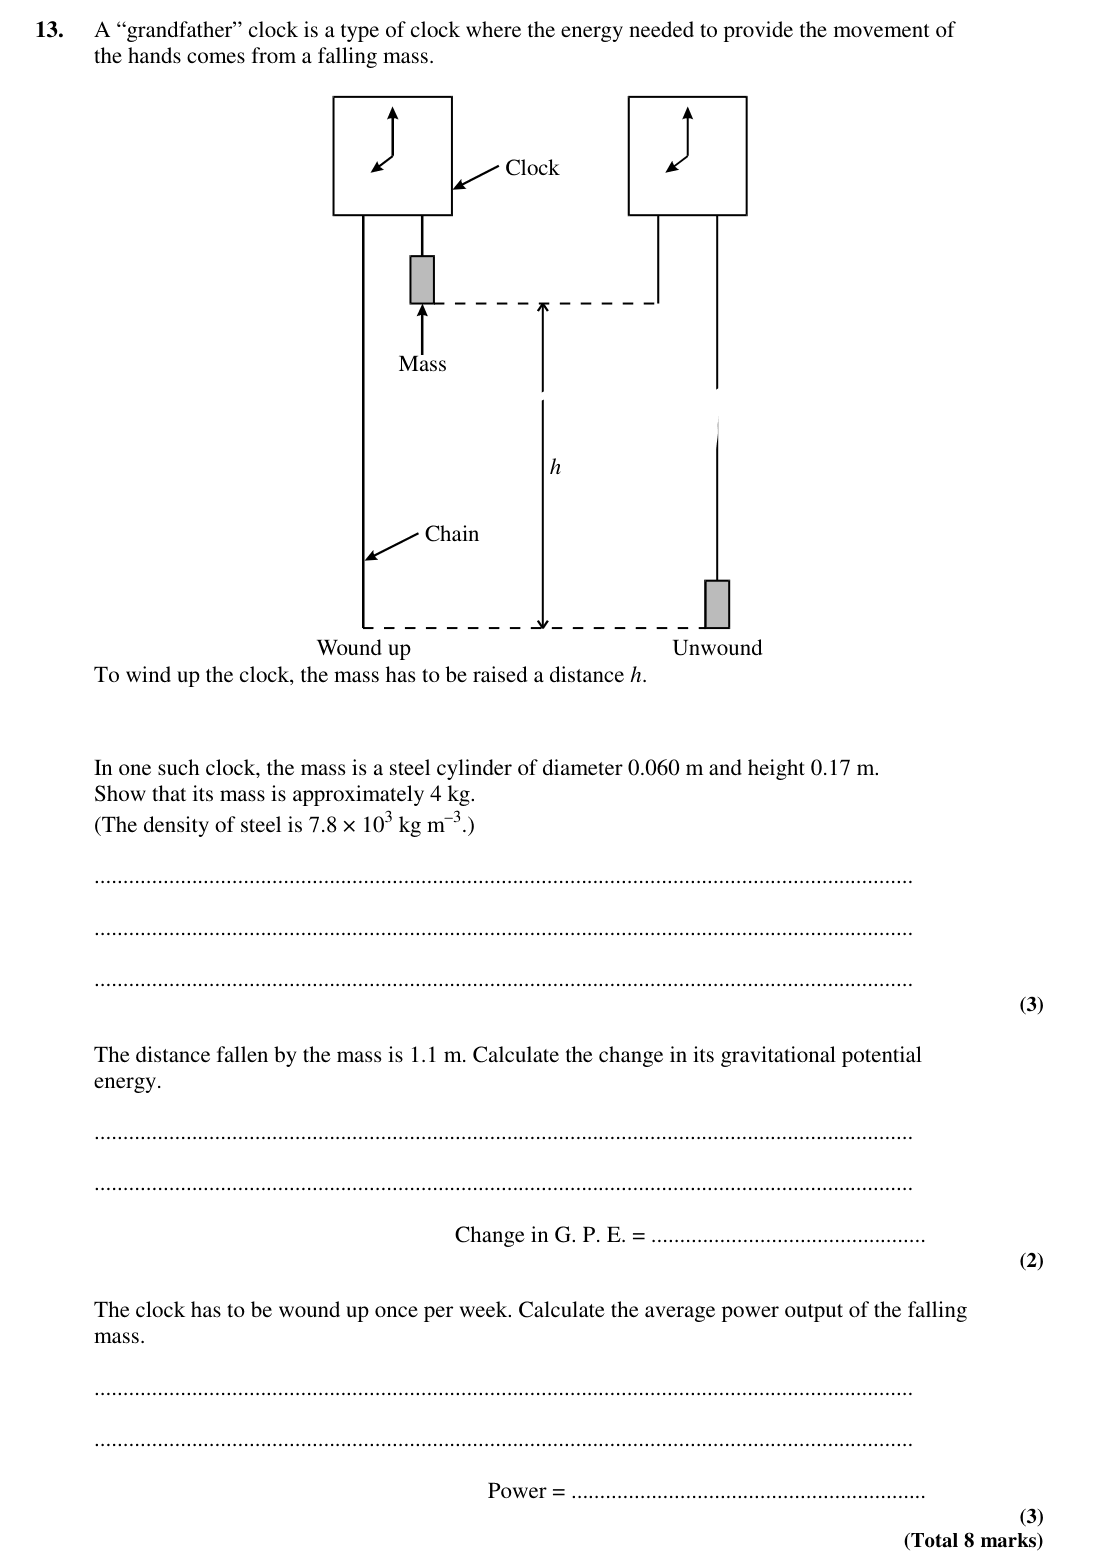 13. A “grandfather” clock is a type of clock where the energy needed to provide the movement of
the hands comes from a falling mass.
Clock
Mass
h
Chain
Wound up
Unwound
To wind up the clock, the mass has to be raised a distance h.
In one such clock, the mass is a steel cylinder of diameter 0.060 m and height 0.17 m.
Show that its mass is approximately 4 kg.
(The density of steel is 7.8 × 10³ kg m⁻³.)
................................................................................................................................................
................................................................................................................................................
................................................................................................................................................
(3)
The distance fallen by the mass is 1.1 m. Calculate the change in its gravitational potential
energy.
................................................................................................................................................
................................................................................................................................................
Change in G. P. E. = ................................................
(2)
The clock has to be wound up once per week. Calculate the average power output of the falling
mass.
................................................................................................................................................
................................................................................................................................................
Power = ..............................................................
(3)
(Total 8 marks)